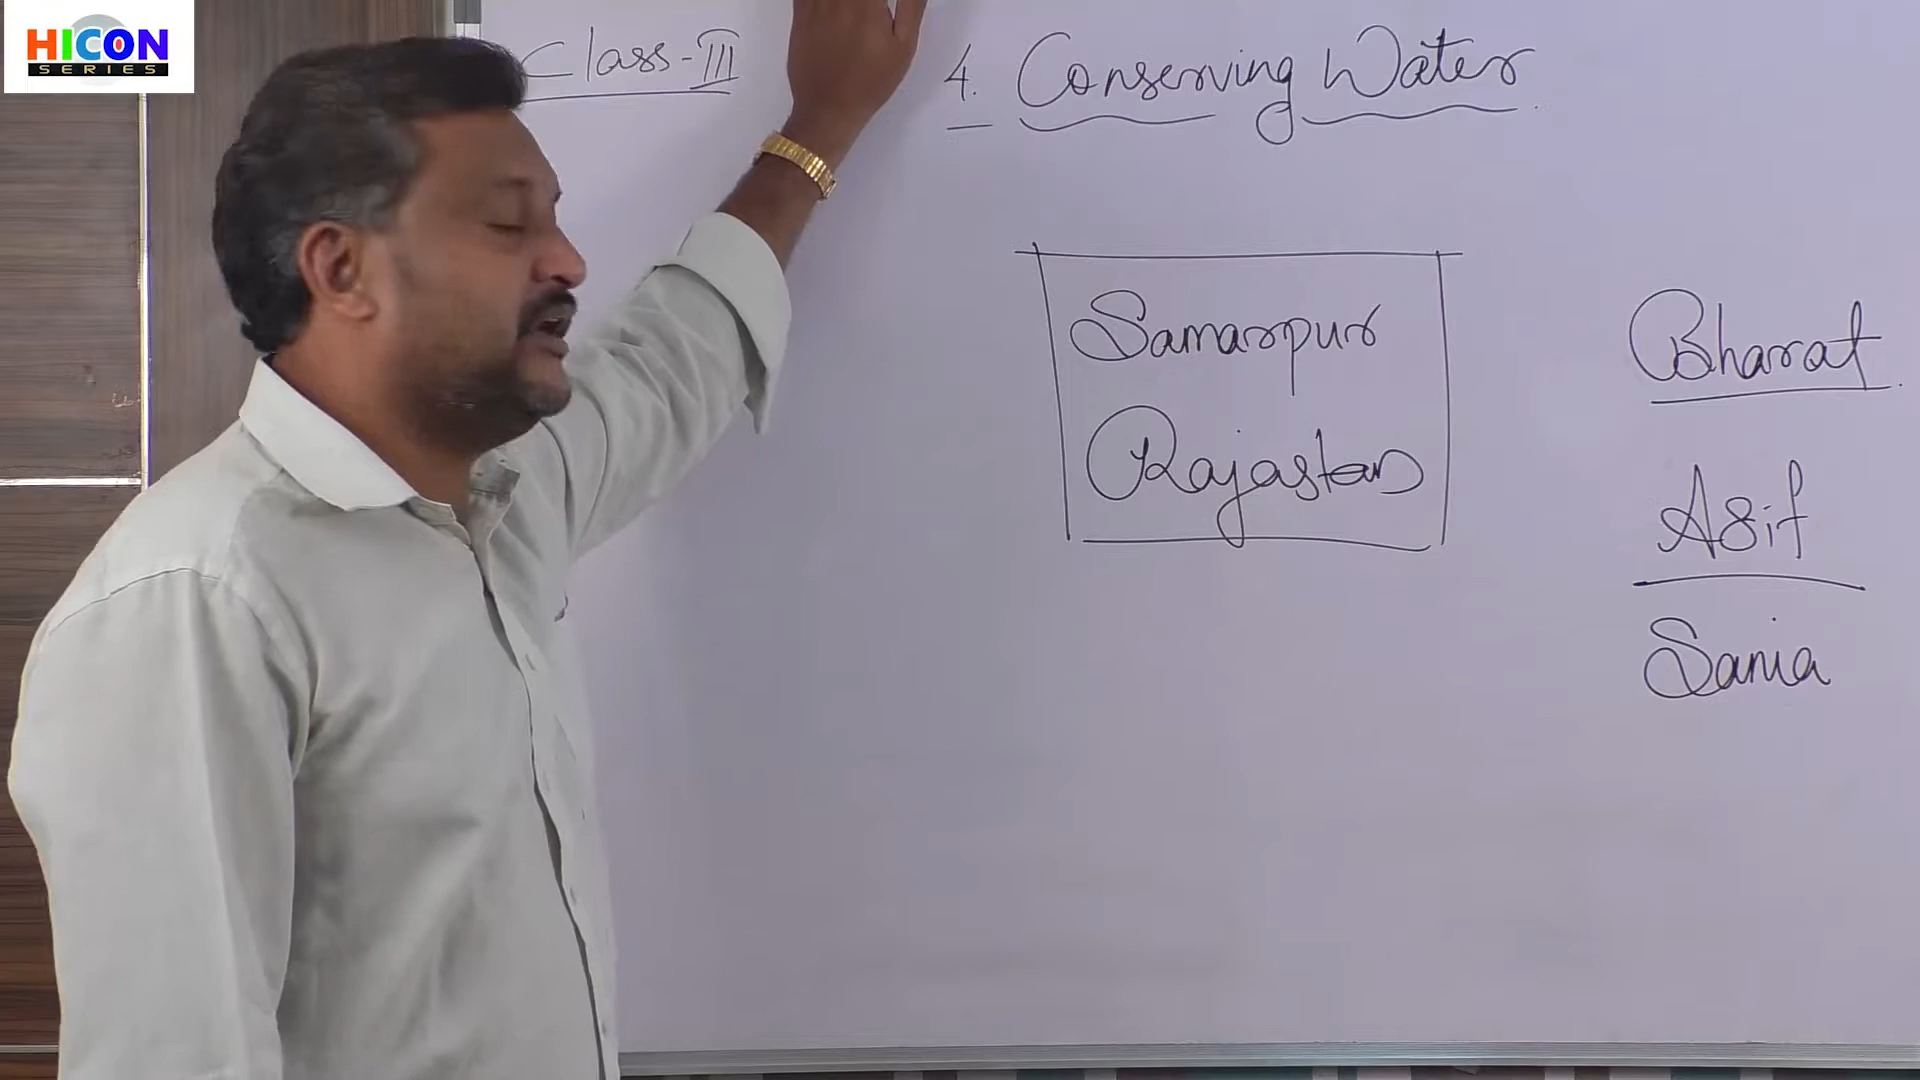 HICON
SERIES
Class-III
4. Conserving Water
Samarpur
Rajastan
Bharat
Asif
Sania